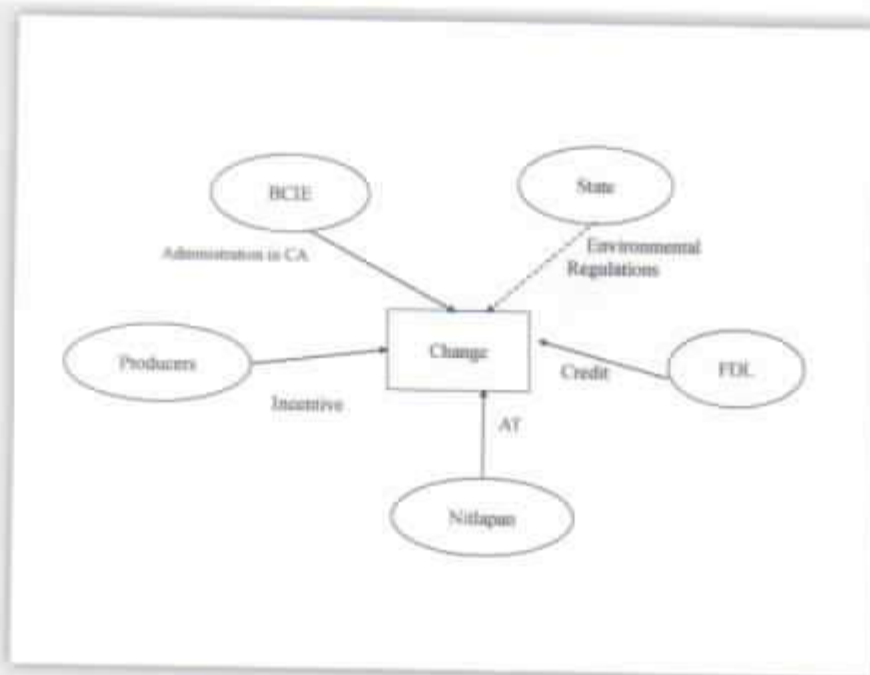 BCIE
State
Administration in CA
Environmental
Regulations
Producers
Change
FDL
Credit
Incentive
AT
Nitlapan